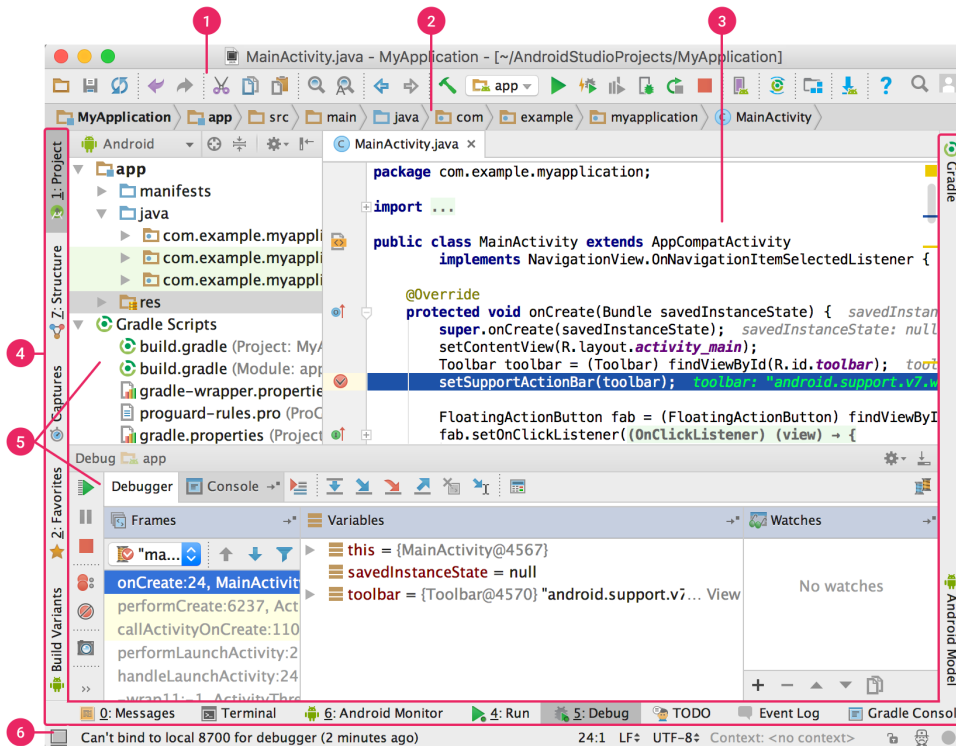 1
2
3
MainActivity.java - MyApplication - [~/AndroidStudioProjects/MyApplication]
app
MyApplication app src main java com example myapplication MainActivity
1: Project
Android
MainActivity.java
Gradle
app
manifests
java
com.example.myappli
com.example.myappli
com.example.myappli
res
Gradle Scripts
build.gradle (Project: MyA
build.gradle (Module: app
gradle-wrapper.propertie
proguard-rules.pro (ProC
gradle.properties (Project
package com.example.myapplication;
import ...
public class MainActivity extends AppCompatActivity
implements NavigationView.OnNavigationItemSelectedListener {
@Override
protected void onCreate(Bundle savedInstanceState) { savedInstan
super.onCreate(savedInstanceState); savedInstanceState: null
setContentView(R.layout.activity_main);
Toolbar toolbar = (Toolbar) findViewById(R.id.toolbar); tool
setSupportActionBar(toolbar); toolbar: "android.support.v7.w
FloatingActionButton fab = (FloatingActionButton) findViewByI
fab.setOnClickListener((OnClickListener) (view) → {
Z: Structure
4
Captures
5
2: Favorites
Build Variants
Debug app
Debugger Console
Frames Variables Watches
"ma...
onCreate:24, MainActivit
performCreate:6237, Act
callActivityOnCreate:110
performLaunchActivity:2
handleLaunchActivity:24
-wrap11:-1, ActivityThre
this = {MainActivity@4567}
savedInstanceState = null
toolbar = {Toolbar@4570} "android.support.v7... View
No watches
Android Model
0: Messages Terminal 6: Android Monitor 4: Run 5: Debug TODO Event Log Gradle Consol
6
Can't bind to local 8700 for debugger (2 minutes ago) 24:1 LF UTF-8 Context: <no context>